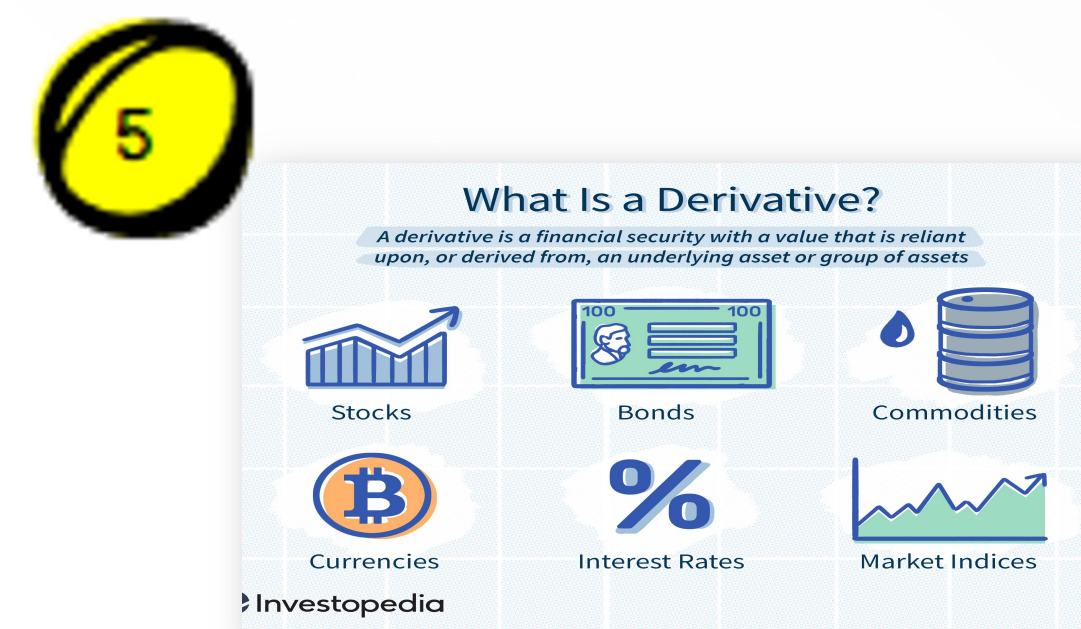 5
What Is a Derivative?
A derivative is a financial security with a value that is reliant
upon, or derived from, an underlying asset or group of assets
100 100
Stocks
Bonds
Commodities
Currencies
Interest Rates
Market Indices
Investopedia